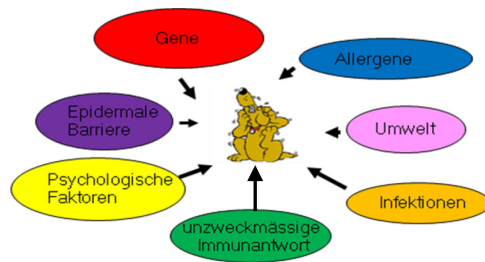 Gene
Allergene
Epidermale
Barriere
Umwelt
Psychologische
Faktoren
Infektionen
unzweckmässige
Immunantwort